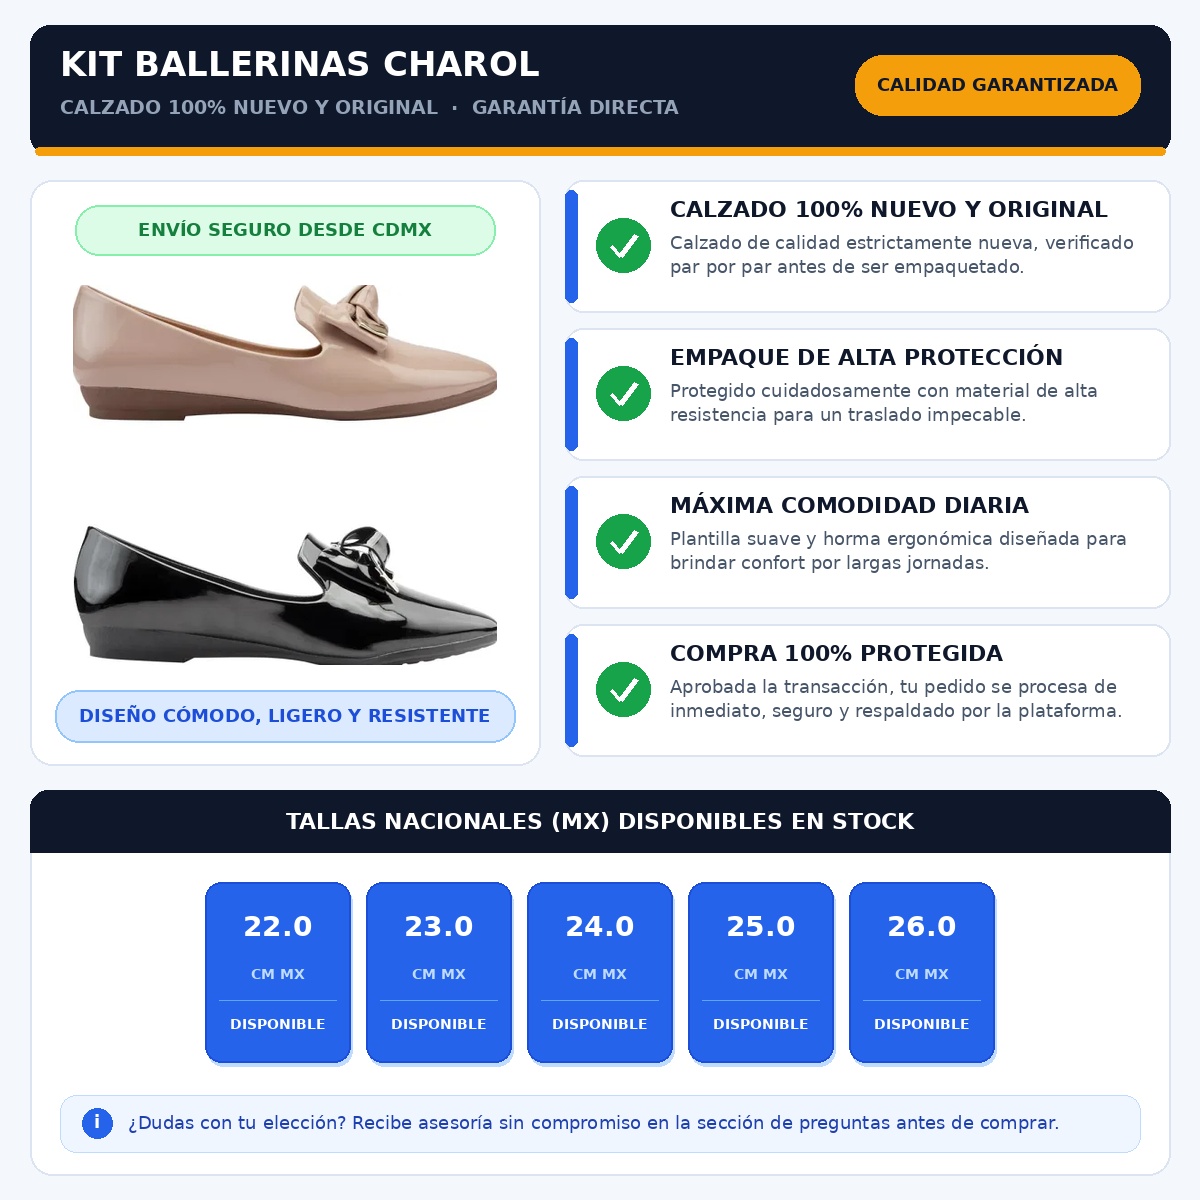 KIT BALLERINAS CHAROL
CALZADO 100% NUEVO Y ORIGINAL · GARANTÍA DIRECTA
CALIDAD GARANTIZADA
ENVÍO SEGURO DESDE CDMX
DISEÑO CÓMODO, LIGERO Y RESISTENTE
CALZADO 100% NUEVO Y ORIGINAL
Calzado de calidad estrictamente nueva, verificado
par por par antes de ser empaquetado.
EMPAQUE DE ALTA PROTECCIÓN
Protegido cuidadosamente con material de alta
resistencia para un traslado impecable.
MÁXIMA COMODIDAD DIARIA
Plantilla suave y horma ergonómica diseñada para
brindar confort por largas jornadas.
COMPRA 100% PROTEGIDA
Aprobada la transacción, tu pedido se procesa de
inmediato, seguro y respaldado por la plataforma.
TALLAS NACIONALES (MX) DISPONIBLES EN STOCK
22.0
CM MX
DISPONIBLE
23.0
CM MX
DISPONIBLE
24.0
CM MX
DISPONIBLE
25.0
CM MX
DISPONIBLE
26.0
CM MX
DISPONIBLE
i ¿Dudas con tu elección? Recibe asesoría sin compromiso en la sección de preguntas antes de comprar.